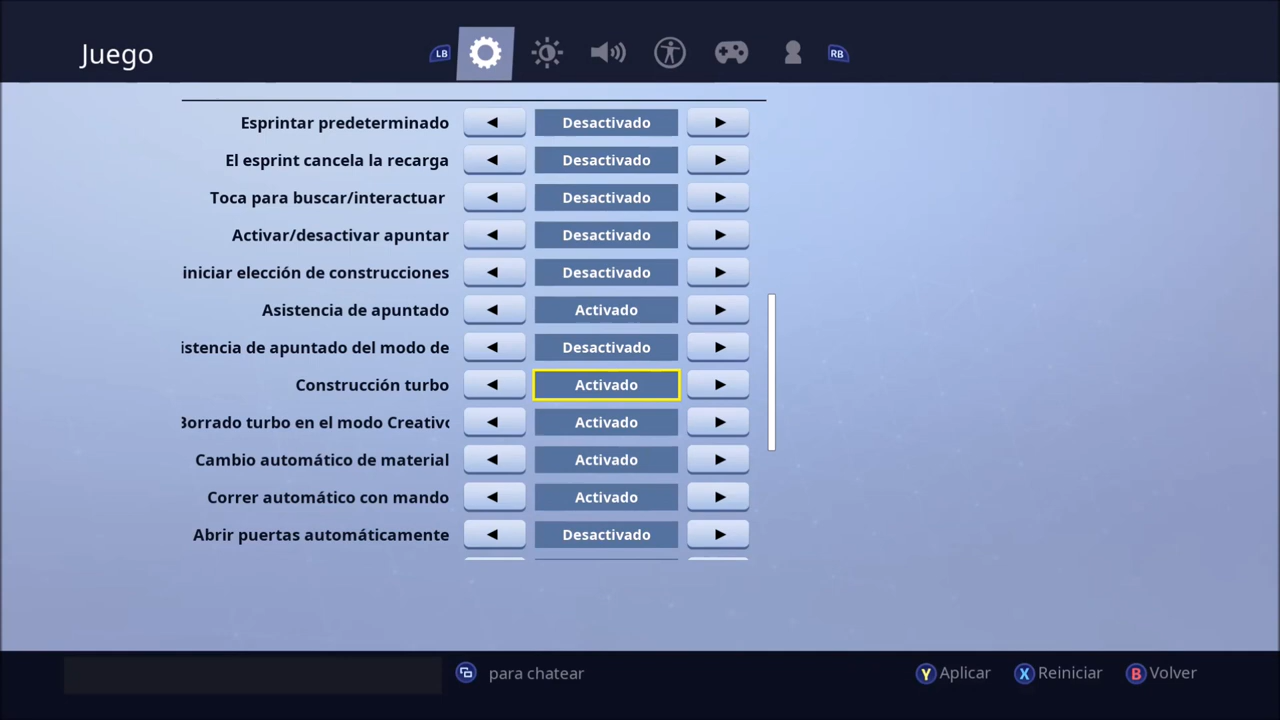 Juego
LB
RB
Esprintar predeterminado Desactivado
El esprint cancela la recarga Desactivado
Toca para buscar/interactuar Desactivado
Activar/desactivar apuntar Desactivado
iniciar elección de construcciones Desactivado
Asistencia de apuntado Activado
istencia de apuntado del modo de Desactivado
Construcción turbo Activado
Borrado turbo en el modo Creativo Activado
Cambio automático de material Activado
Correr automático con mando Activado
Abrir puertas automáticamente Desactivado
para chatear
Y Aplicar
X Reiniciar
B Volver